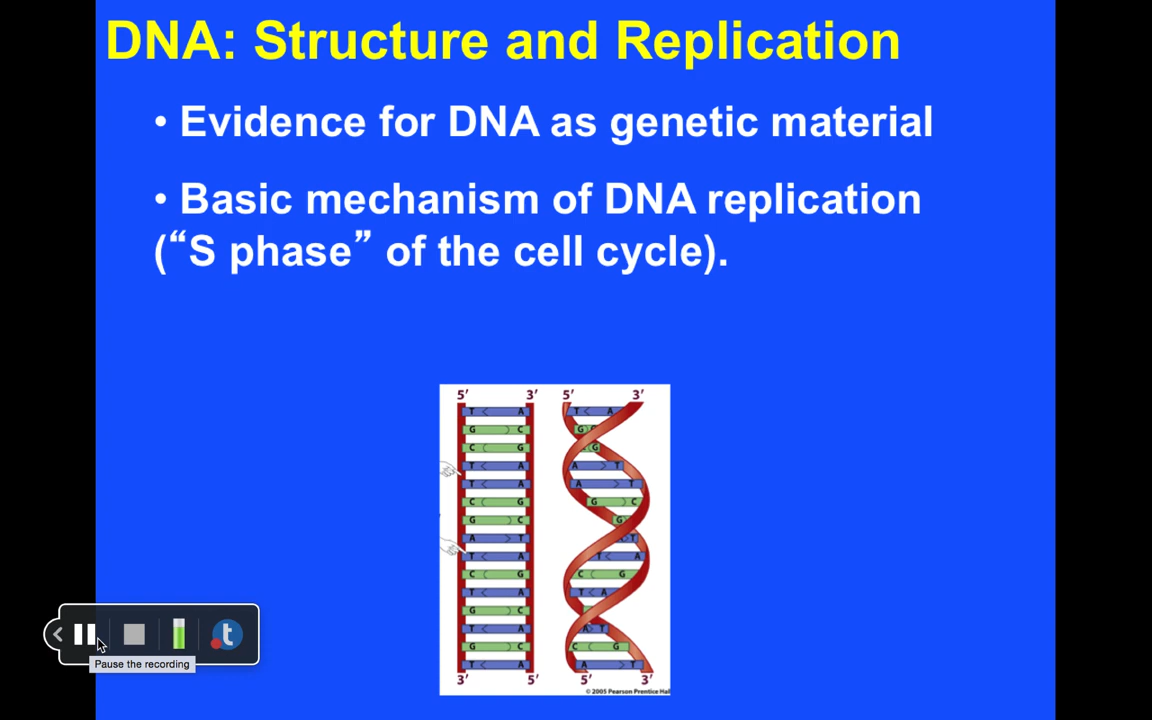 DNA: Structure and Replication
• Evidence for DNA as genetic material
• Basic mechanism of DNA replication
(“S phase” of the cell cycle).
5′ 3′ 5′ 3′
T A T A
G C G
C G G
T A A T
T A A T
C G G C
G C G
A T T
T A T A
C G C G
T A T A
G C
T A A T
G C C G
T A A T
3′ 5′ 5′ 3′
© 2005 Pearson Prentice Hal
t
Pause the recording